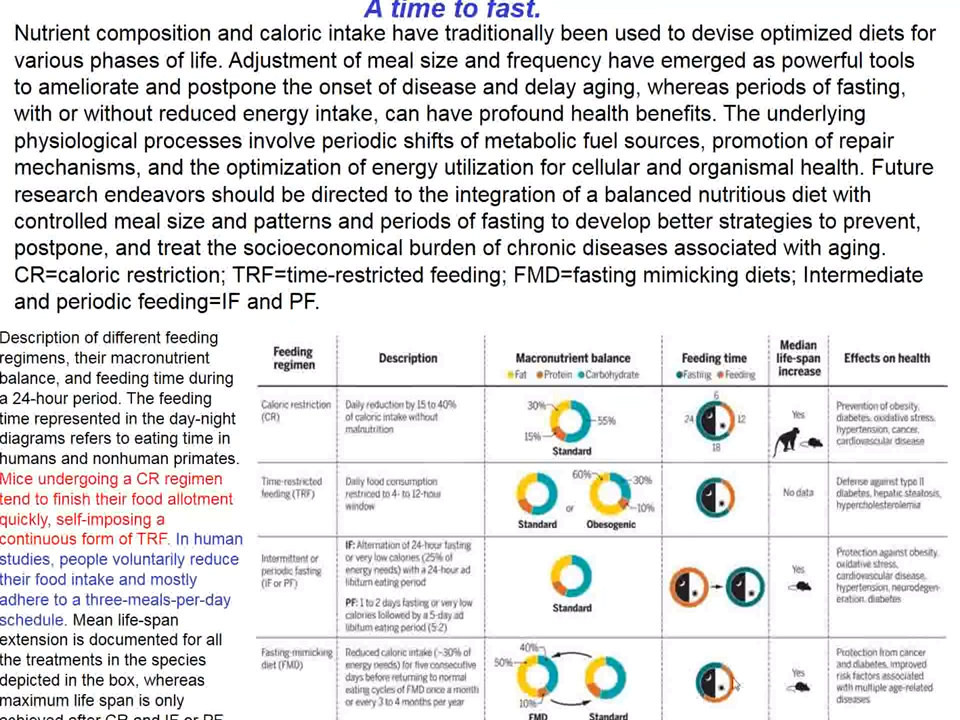 A time to fast.
Nutrient composition and caloric intake have traditionally been used to devise optimized diets for
various phases of life. Adjustment of meal size and frequency have emerged as powerful tools
to ameliorate and postpone the onset of disease and delay aging, whereas periods of fasting,
with or without reduced energy intake, can have profound health benefits. The underlying
physiological processes involve periodic shifts of metabolic fuel sources, promotion of repair
mechanisms, and the optimization of energy utilization for cellular and organismal health. Future
research endeavors should be directed to the integration of a balanced nutritious diet with
controlled meal size and patterns and periods of fasting to develop better strategies to prevent,
postpone, and treat the socioeconomical burden of chronic diseases associated with aging.
CR=caloric restriction; TRF=time-restricted feeding; FMD=fasting mimicking diets; Intermediate
and periodic feeding=IF and PF.
Description of different feeding
regimens, their macronutrient
balance, and feeding time during
a 24-hour period. The feeding
time represented in the day-night
diagrams refers to eating time in
humans and nonhuman primates.
Mice undergoing a CR regimen
tend to finish their food allotment
quickly, self-imposing a
continuous form of TRF. In human
studies, people voluntarily reduce
their food intake and mostly
adhere to a three-meals-per-day
schedule. Mean life-span
extension is documented for all
the treatments in the species
depicted in the box, whereas
maximum life span is only
achieved after CR and IF or PF
Feeding
regimen
Description
Macronutrient balance
Fat Protein Carbohydrate
Feeding time
Fasting Feeding
Median
life-span
increase
Effects on health
Caloric restriction
(CR)
Daily reduction by 15 to 40%
of caloric intake without
malnutrition
30%
55%
15%
Standard
6
24
12
18
Yes
Prevention of obesity,
diabetes, oxidative stress,
hypertension, cancer,
cardiovascular disease
Time-restricted
feeding (TRF)
Daily food consumption
restricted to 4- to 12-hour
window
60%
30%
or
10%
Standard
Obesogenic
No data
Defense against type II
diabetes, hepatic steatosis,
hypercholesterolemia
Intermittent or
periodic fasting
(IF or PF)
IF: Alternation of 24-hour fasting
or very low calories (25% of
energy needs) with a 24-hour ad
libitum eating period
PF: 1 to 2 days fasting or very low
calories followed by a 5-day ad
libitum eating period (5:2)
Standard
Yes
Protection against obesity,
oxidative stress,
cardiovascular disease,
hypertension, neurodegen-
eration, diabetes
Fasting-mimicking
diet (FMD)
Reduced caloric intake (~30% of
energy needs) for five consecutive
days before returning to normal
eating cycles of FMD once a month
or every 3 to 4 months per year
40%
50%
10%
FMD
Standard
Yes
Protection from cancer
and diabetes, improved
risk factors associated
with multiple age-related
diseases